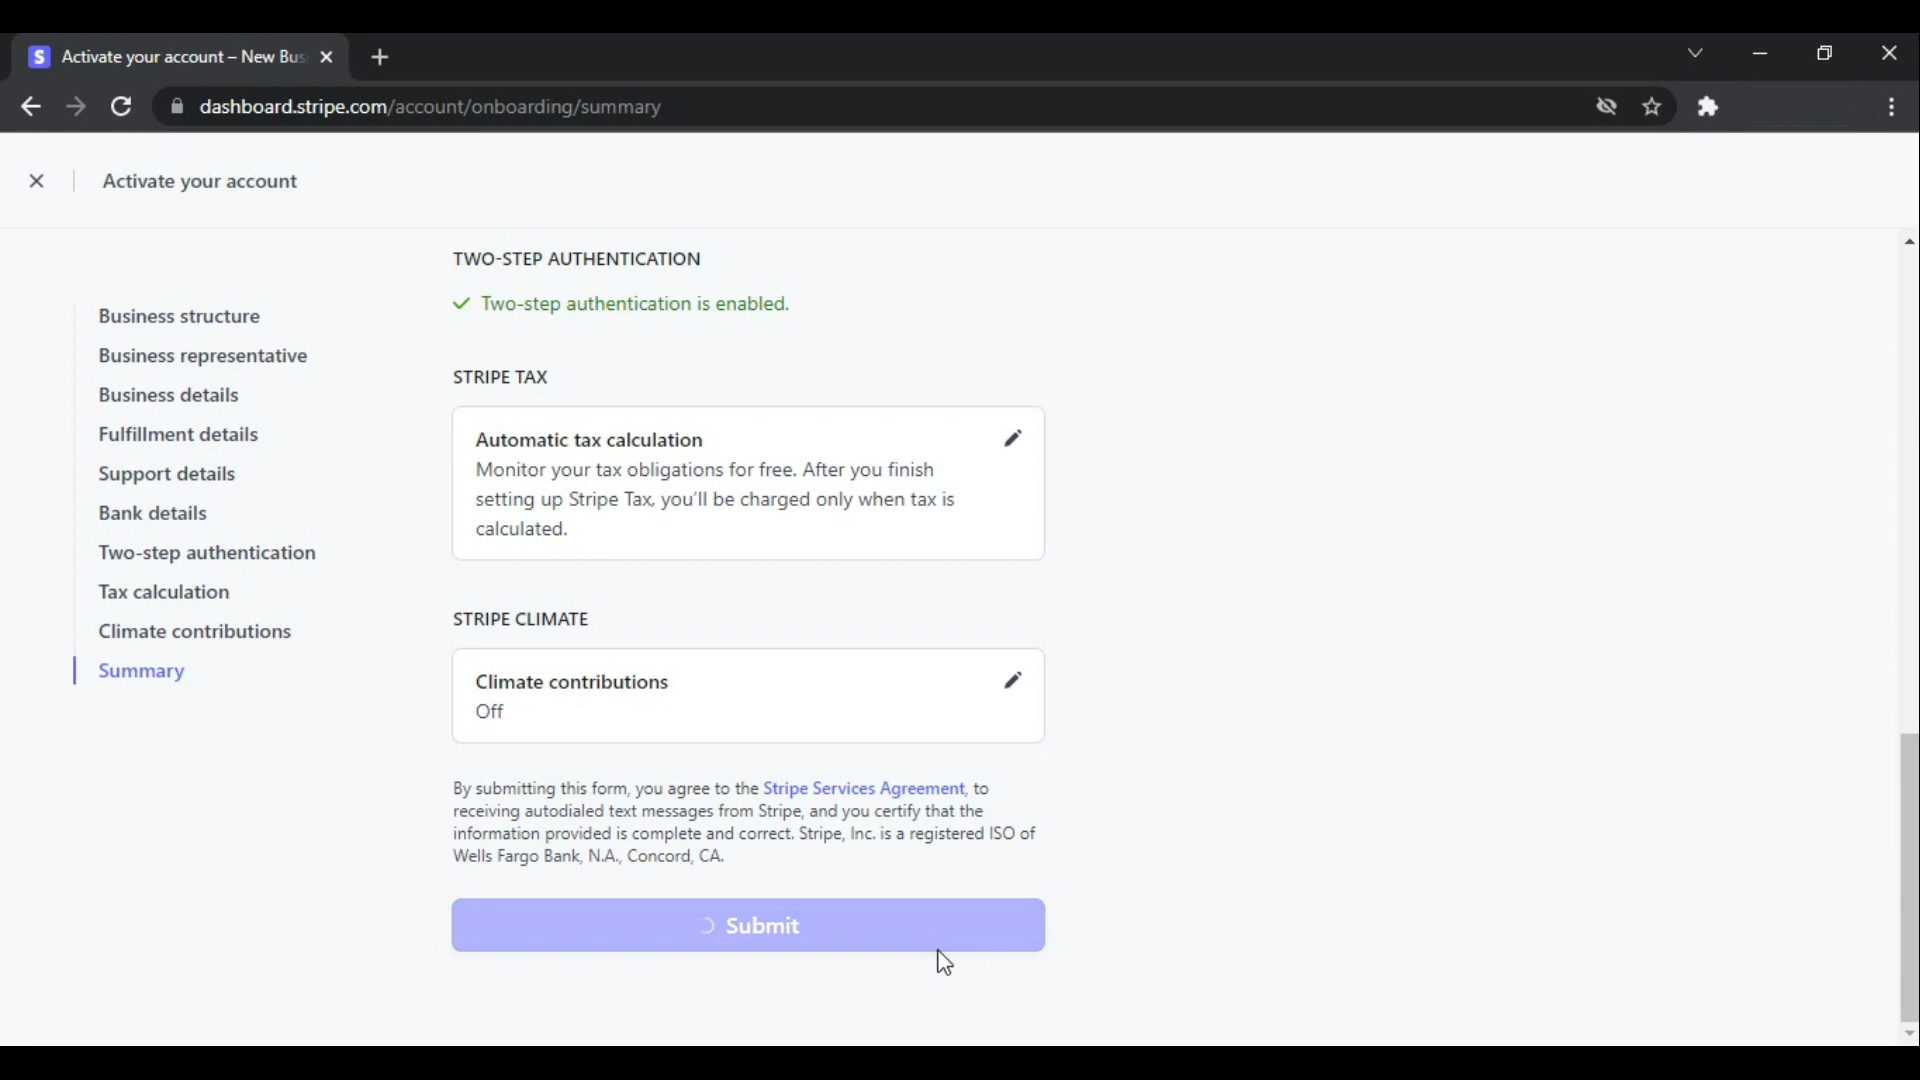 S Activate your account – New Bus
dashboard.stripe.com/account/onboarding/summary
Activate your account
Business structure
Business representative
Business details
Fulfillment details
Support details
Bank details
Two-step authentication
Tax calculation
Climate contributions
Summary
TWO-STEP AUTHENTICATION
Two-step authentication is enabled.
STRIPE TAX
Automatic tax calculation
Monitor your tax obligations for free. After you finish
setting up Stripe Tax, you'll be charged only when tax is
calculated.
STRIPE CLIMATE
Climate contributions
Off
By submitting this form, you agree to the Stripe Services Agreement, to
receiving autodialed text messages from Stripe, and you certify that the
information provided is complete and correct. Stripe, Inc. is a registered ISO of
Wells Fargo Bank, N.A., Concord, CA.
Submit